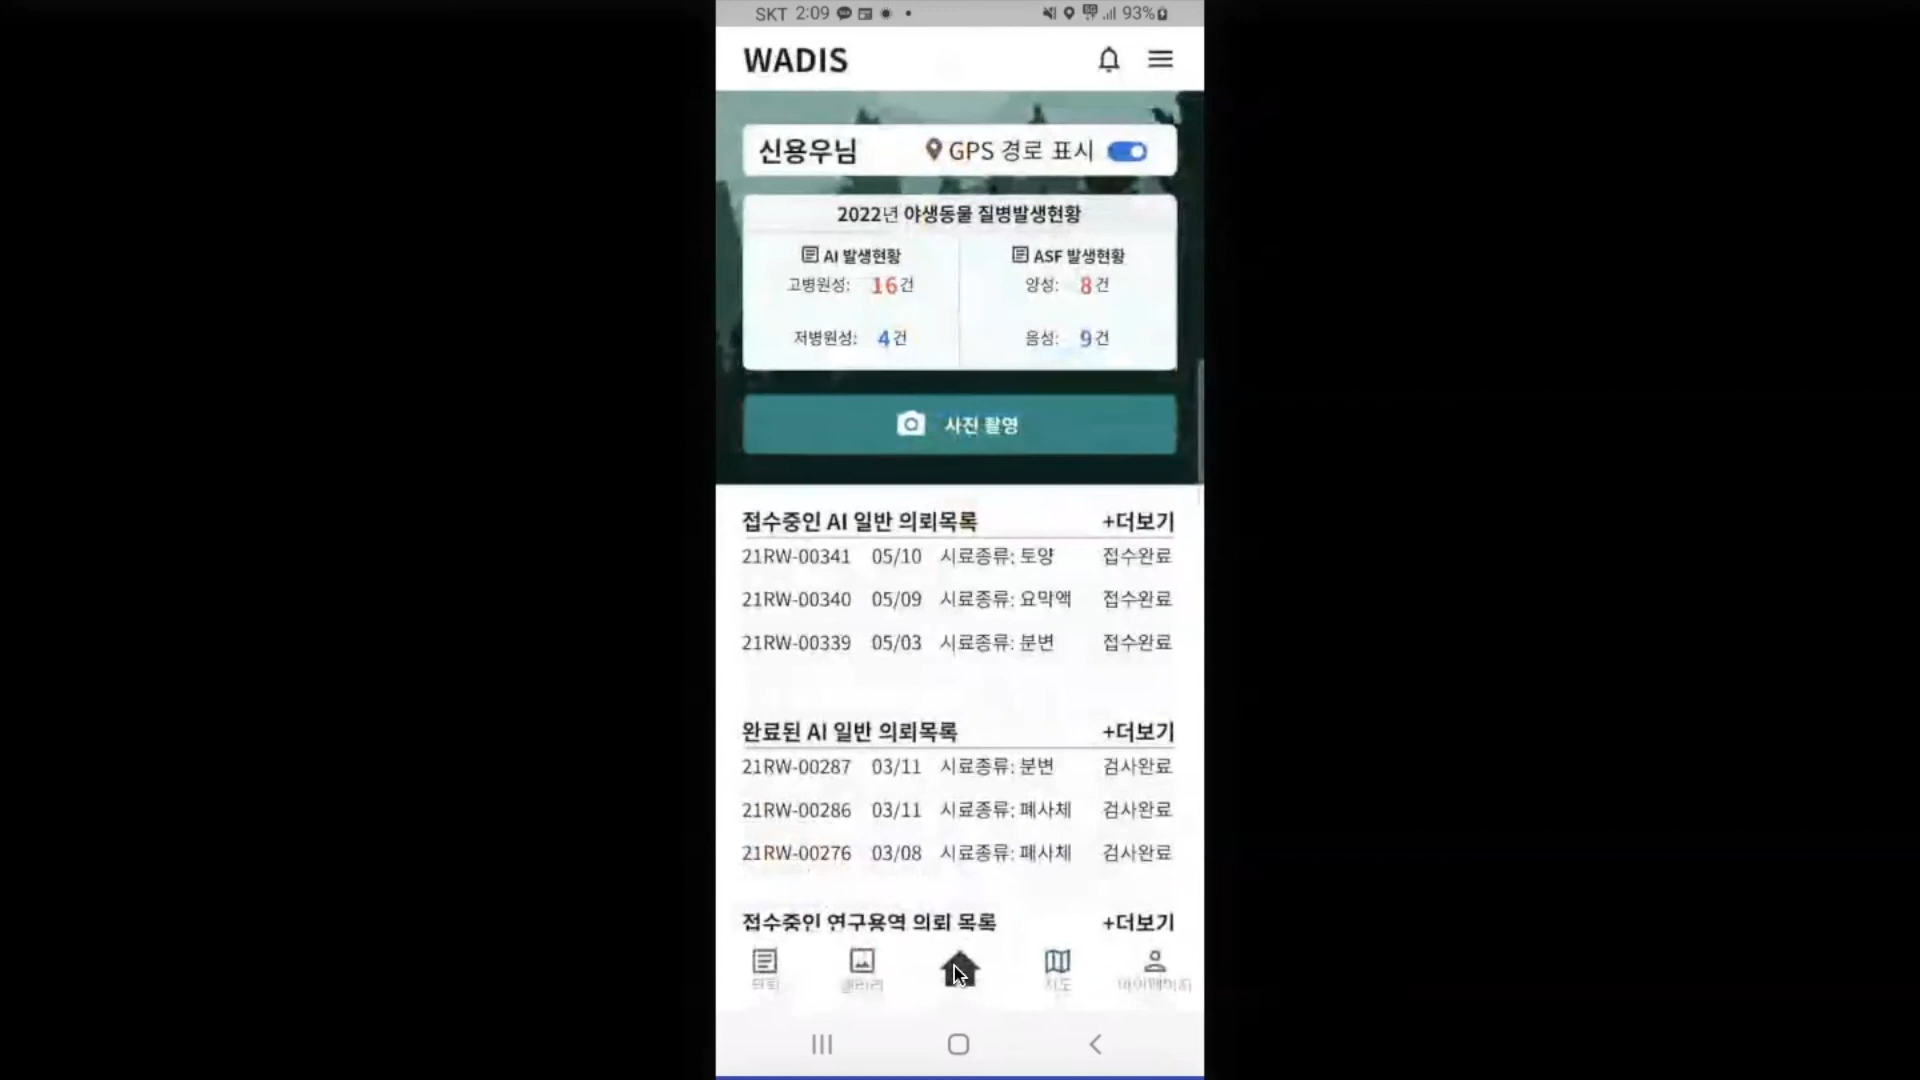 SKT 2:09 93%
WADIS
신용우님 GPS 경로 표시
2022년 야생동물 질병발생현황
AI 발생현황 ASF 발생현황
고병원성: 16건 양성: 8건
저병원성: 4건 음성: 9건
사진 촬영
접수중인 AI 일반 의뢰목록 +더보기
21RW-00341 05/10 시료종류: 토양 접수완료
21RW-00340 05/09 시료종류: 요막액 접수완료
21RW-00339 05/03 시료종류: 분변 접수완료
완료된 AI 일반 의뢰목록 +더보기
21RW-00287 03/11 시료종류: 분변 검사완료
21RW-00286 03/11 시료종류: 폐사체 검사완료
21RW-00276 03/08 시료종류: 폐사체 검사완료
접수중인 연구용역 의뢰 목록 +더보기
지도 마이페이지